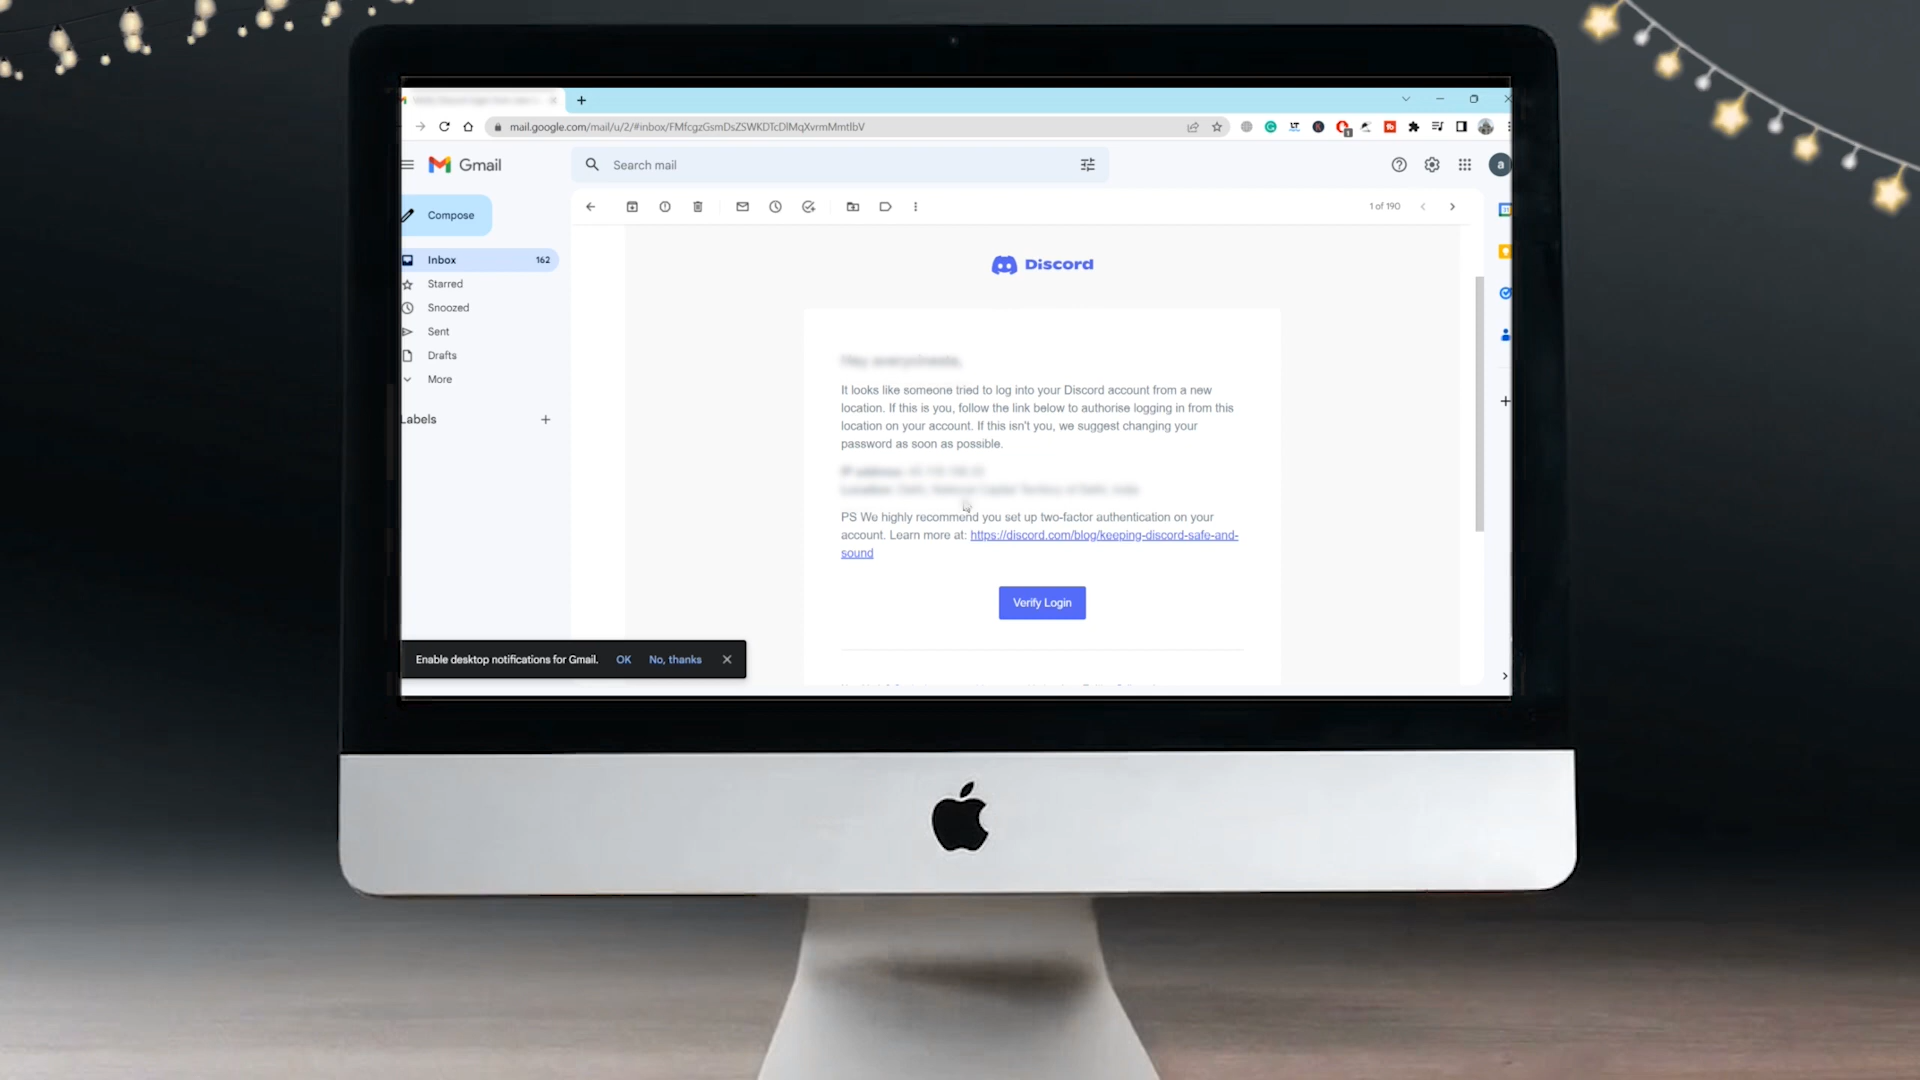 mail.google.com/mail/u/2/#inbox/FMfcgzGsmDsZSWKDTcDlMqXvrmMmtlbV
Gmail
Search mail
a
Compose
1 of 190
Inbox 162
Starred
Snoozed
Sent
Drafts
More
Labels
Discord
It looks like someone tried to log into your Discord account from a new
location. If this is you, follow the link below to authorise logging in from this
location on your account. If this isn't you, we suggest changing your
password as soon as possible.
PS We highly recommend you set up two-factor authentication on your
account. Learn more at: https://discord.com/blog/keeping-discord-safe-and-
sound
Verify Login
Enable desktop notifications for Gmail. OK No, thanks